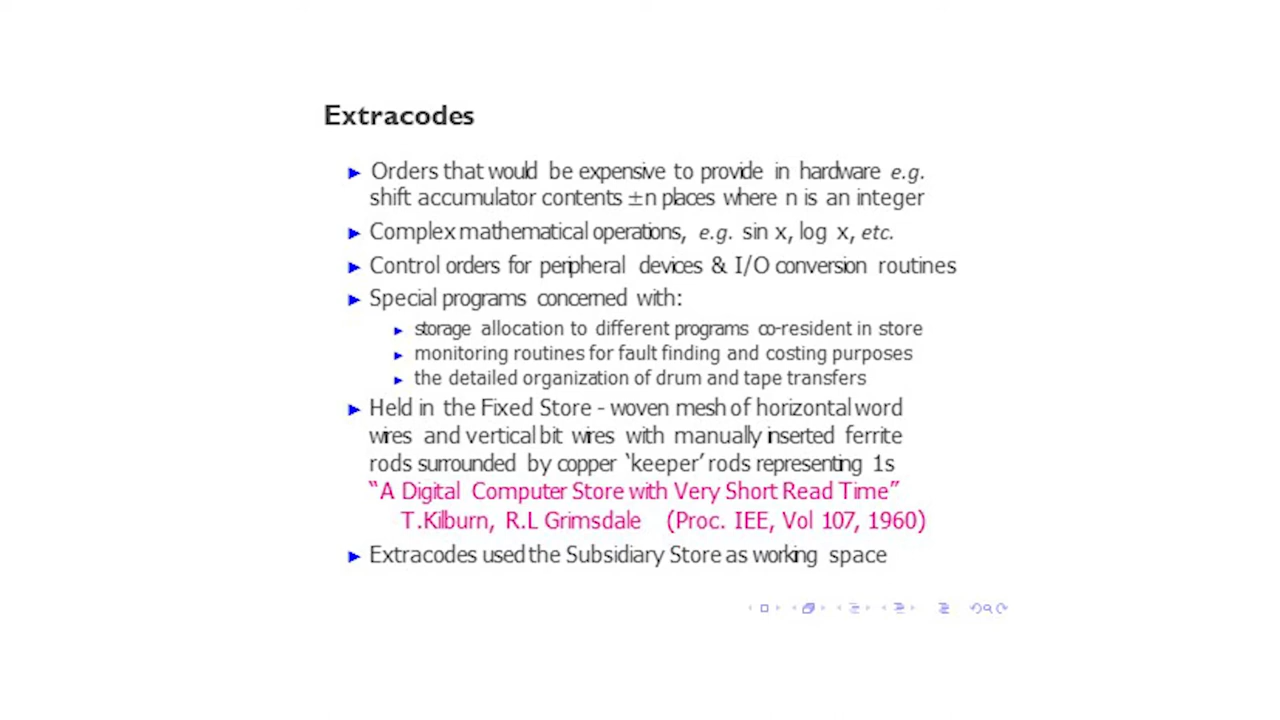 Extracodes
Orders that would be expensive to provide in hardware e.g.
shift accumulator contents ±n places where n is an integer
Complex mathematical operations, e.g. sin x, log x, etc.
Control orders for peripheral devices & I/O conversion routines
Special programs concerned with:
storage allocation to different programs co-resident in store
monitoring routines for fault finding and costing purposes
the detailed organization of drum and tape transfers
Held in the Fixed Store - woven mesh of horizontal word
wires and vertical bit wires with manually inserted ferrite
rods surrounded by copper ‘keeper’ rods representing 1s
“A Digital Computer Store with Very Short Read Time”
T.Kilburn, R.L Grimsdale (Proc. IEE, Vol 107, 1960)
Extracodes used the Subsidiary Store as working space